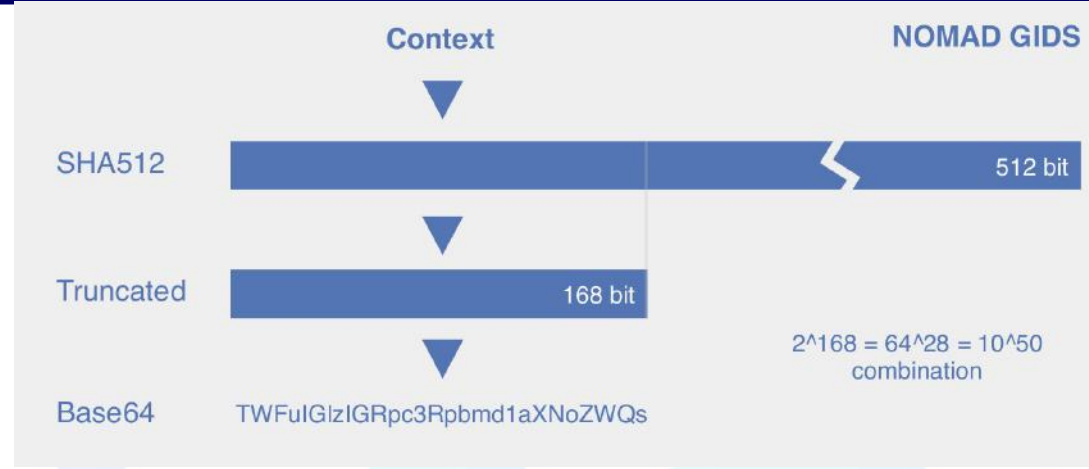 Context
NOMAD GIDS
SHA512
512 bit
Truncated
168 bit
2^168 = 64^28 = 10^50
combination
Base64
TWFuIGlzIGRpc3Rpbmd1aXNoZWQs